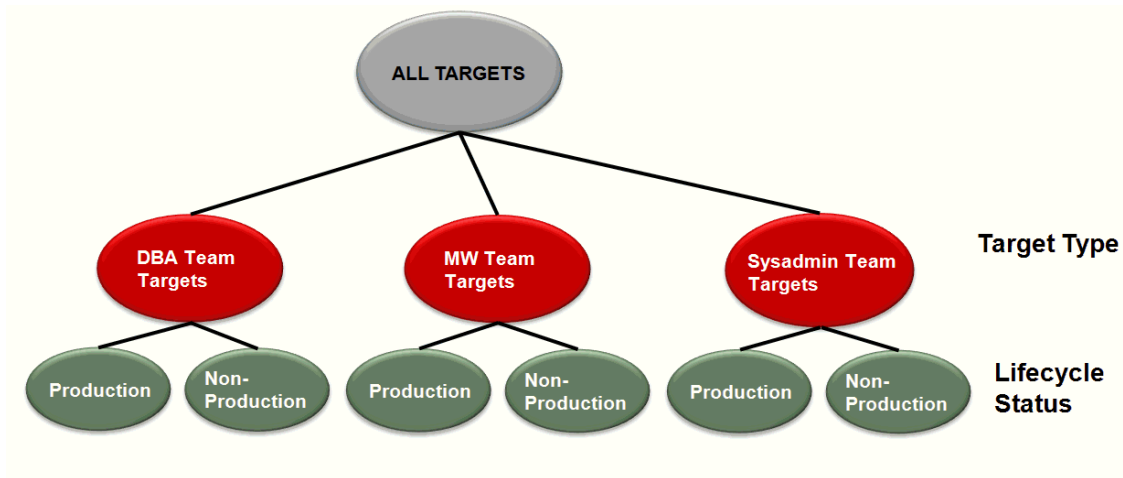 ALL TARGETS
DBA Team
Targets
MW Team
Targets
Sysadmin Team
Targets
Target Type
Production
Non-
Production
Production
Non-
Production
Production
Non-
Production
Lifecycle
Status